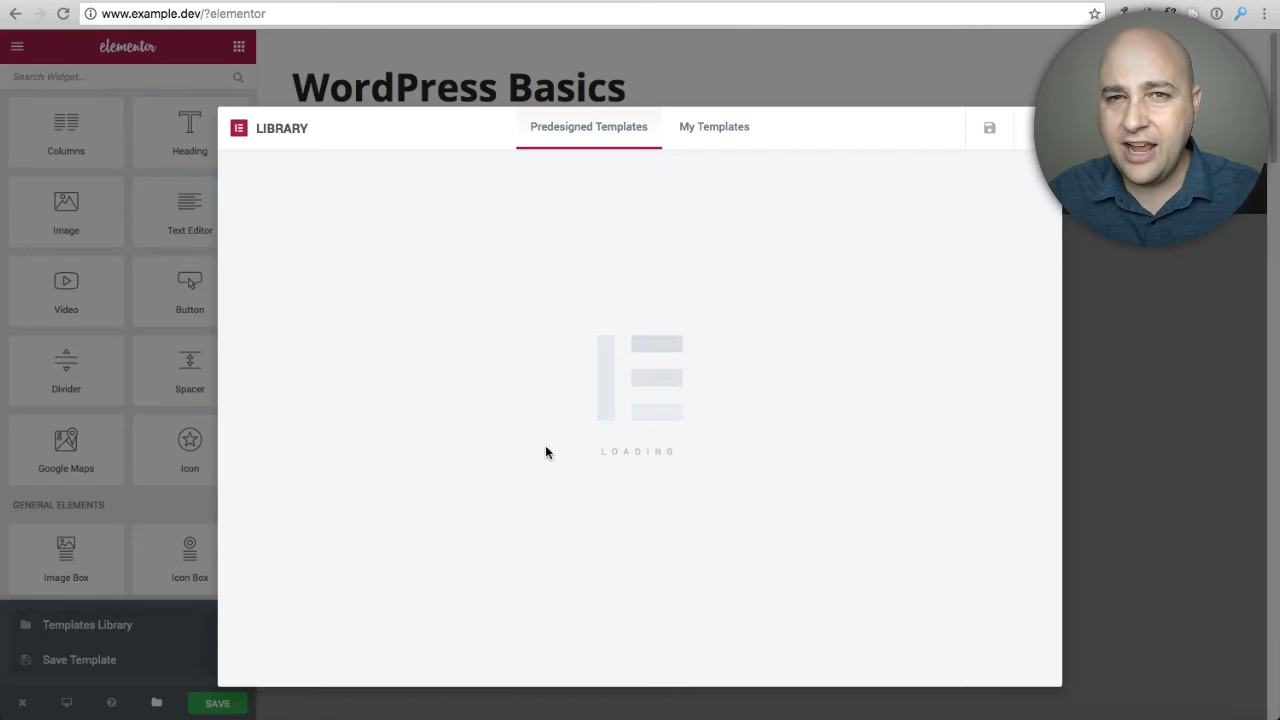 www.example.dev/?elementor
elementor
Search Widget...
WordPress Basics
LIBRARY
Predesigned Templates
My Templates
Columns
Heading
Image
Text Editor
Video
Button
Divider
Spacer
Google Maps
Icon
GENERAL ELEMENTS
Image Box
Icon Box
LOADING
Templates Library
Save Template
SAVE